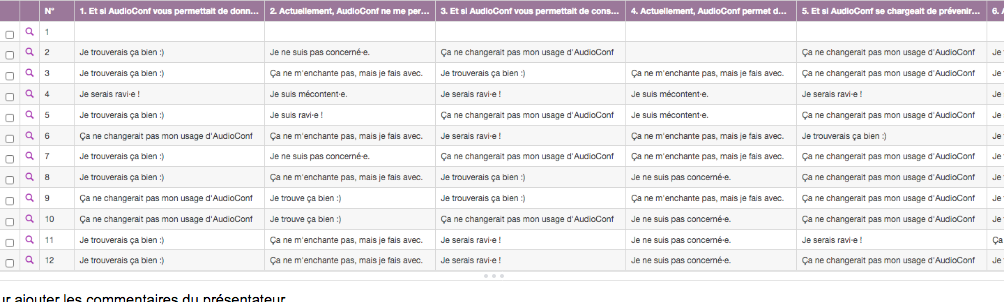 N° 1. Et si AudioConf vous permettait de donn... 2. Actuellement, AudioConf ne me per... 3. Et si AudioConf vous permettait de cons... 4. Actuellement, AudioConf permet d... 5. Et si AudioConf se chargeait de prévenir... 6. A
1
2 Je trouverais ça bien :) Je ne suis pas concerné·e. Ça ne changerait pas mon usage d'AudioConf Ça ne changerait pas mon usage d'AudioConf Je
3 Je trouverais ça bien :) Ça ne m'enchante pas, mais je fais avec. Je trouverais ça bien :) Ça ne m'enchante pas, mais je fais avec. Ça ne changerait pas mon usage d'AudioConf Je
4 Je serais ravi·e ! Je suis mécontent·e. Je serais ravi·e ! Je suis mécontent·e. Je serais ravi·e ! Je
5 Je trouverais ça bien :) Je suis ravi·e ! Ça ne changerait pas mon usage d'AudioConf Je suis mécontent·e. Ça ne changerait pas mon usage d'AudioConf Je
6 Ça ne changerait pas mon usage d'AudioConf Ça ne m'enchante pas, mais je fais avec. Je serais ravi·e ! Ça ne m'enchante pas, mais je fais avec. Je trouverais ça bien :) Je
7 Je trouverais ça bien :) Je ne suis pas concerné·e. Ça ne changerait pas mon usage d'AudioConf Ça ne m'enchante pas, mais je fais avec. Ça ne changerait pas mon usage d'AudioConf Je
8 Je trouverais ça bien :) Ça ne m'enchante pas, mais je fais avec. Je trouverais ça bien :) Je ne suis pas concerné·e. Ça ne changerait pas mon usage d'AudioConf Je
9 Ça ne changerait pas mon usage d'AudioConf Je trouve ça bien :) Je trouverais ça bien :) Ça ne m'enchante pas, mais je fais avec. Ça ne changerait pas mon usage d'AudioConf Je
10 Ça ne changerait pas mon usage d'AudioConf Je trouve ça bien :) Ça ne changerait pas mon usage d'AudioConf Je ne suis pas concerné·e. Ça ne changerait pas mon usage d'AudioConf Je
11 Je trouverais ça bien :) Ça ne m'enchante pas, mais je fais avec. Je serais ravi·e ! Je ne suis pas concerné·e. Je serais ravi·e ! Ça
12 Je trouverais ça bien :) Ça ne m'enchante pas, mais je fais avec. Je serais ravi·e ! Je ne suis pas concerné·e. Ça ne changerait pas mon usage d'AudioConf Je
ur ajouter les commentaires du présentateur